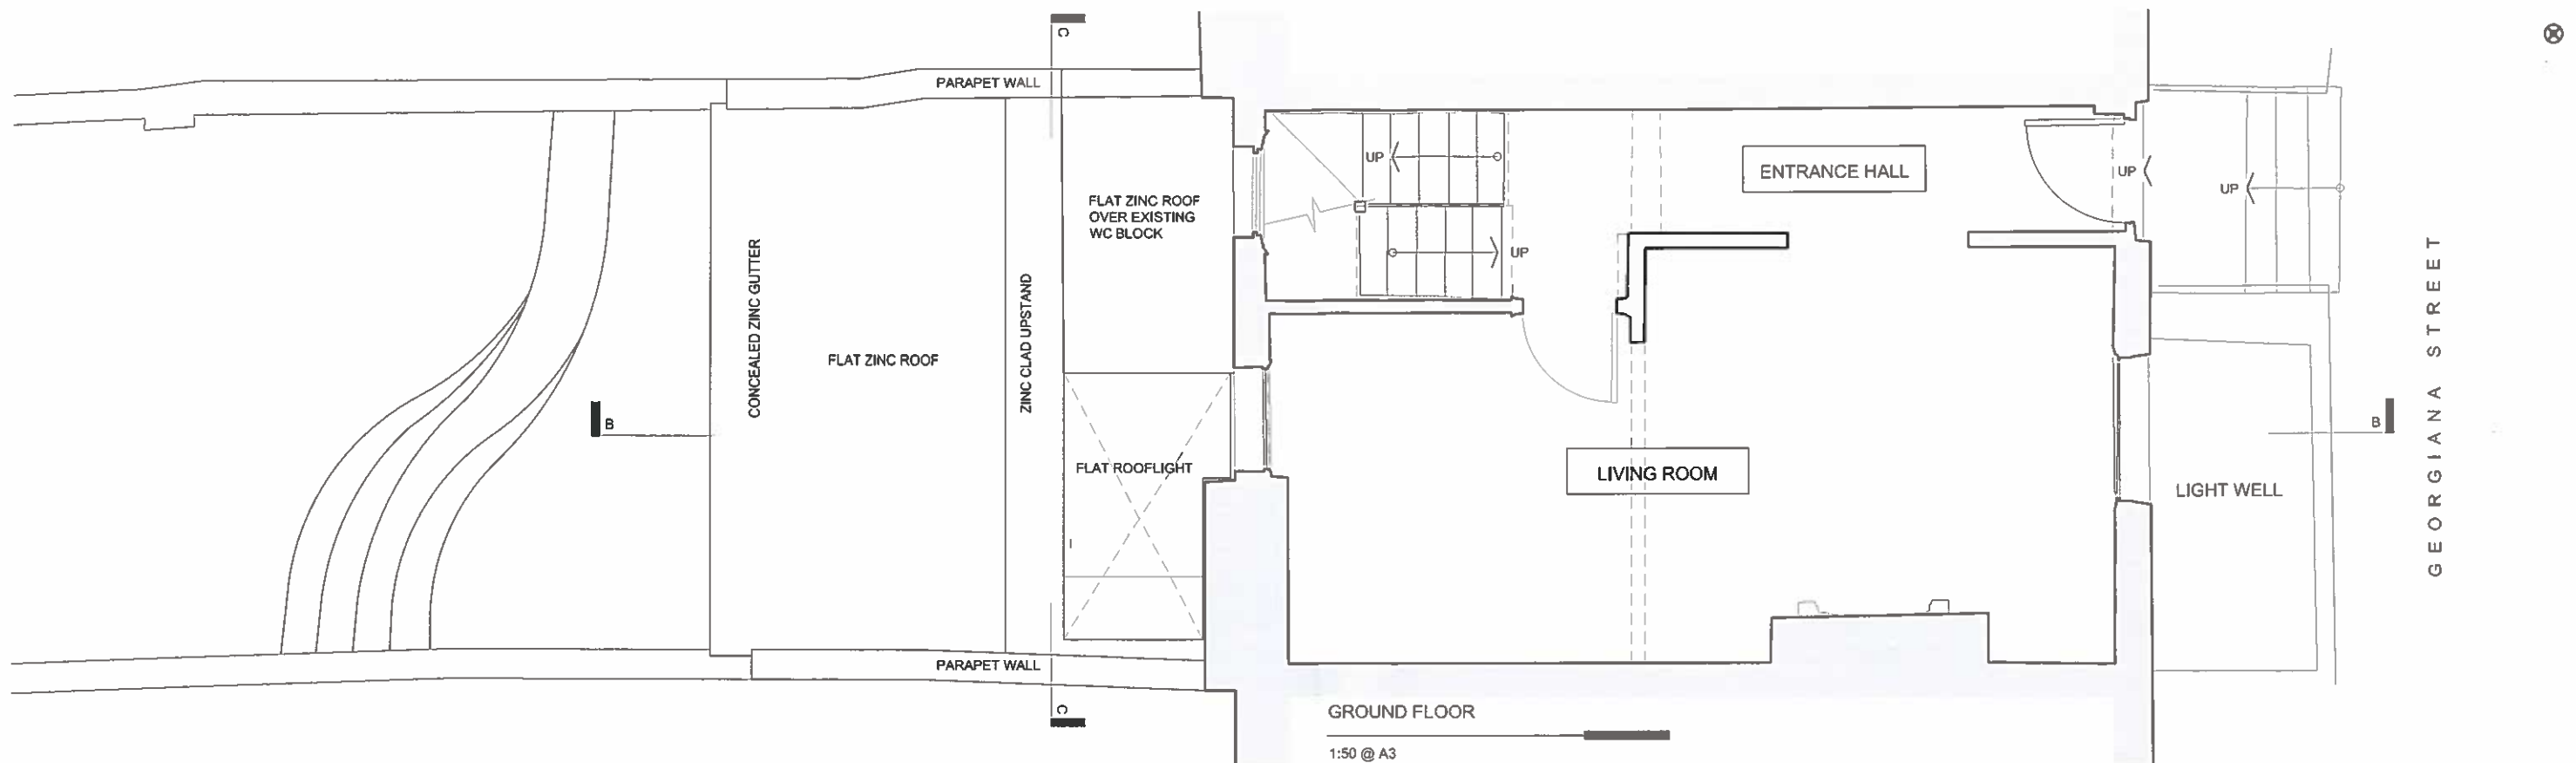 C
PARAPET WALL
FLAT ZINC ROOF
OVER EXISTING
WC BLOCK
UP
UP
ENTRANCE HALL
UP
UP
CONCEALED ZINC GUTTER
FLAT ZINC ROOF
ZINC CLAD UPSTAND
B
FLAT ROOFLIGHT
LIVING ROOM
LIGHT WELL
B
GEORGIANA STREET
PARAPET WALL
C
GROUND FLOOR
1:50 @ A3